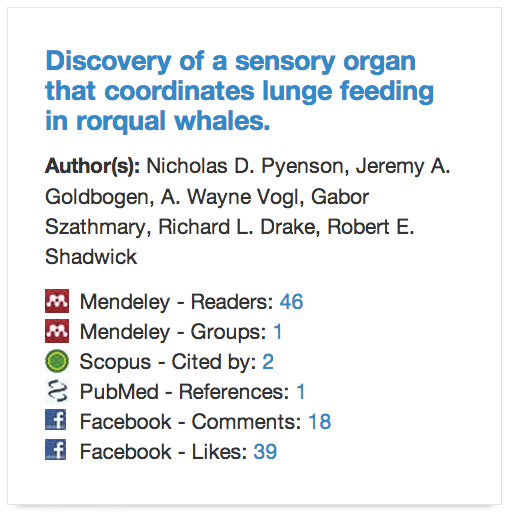 Discovery of a sensory organ
that coordinates lunge feeding
in rorqual whales.
Author(s): Nicholas D. Pyenson, Jeremy A.
Goldbogen, A. Wayne Vogl, Gabor
Szathmary, Richard L. Drake, Robert E.
Shadwick
Mendeley - Readers: 46
Mendeley - Groups: 1
Scopus - Cited by: 2
PubMed - References: 1
Facebook - Comments: 18
Facebook - Likes: 39